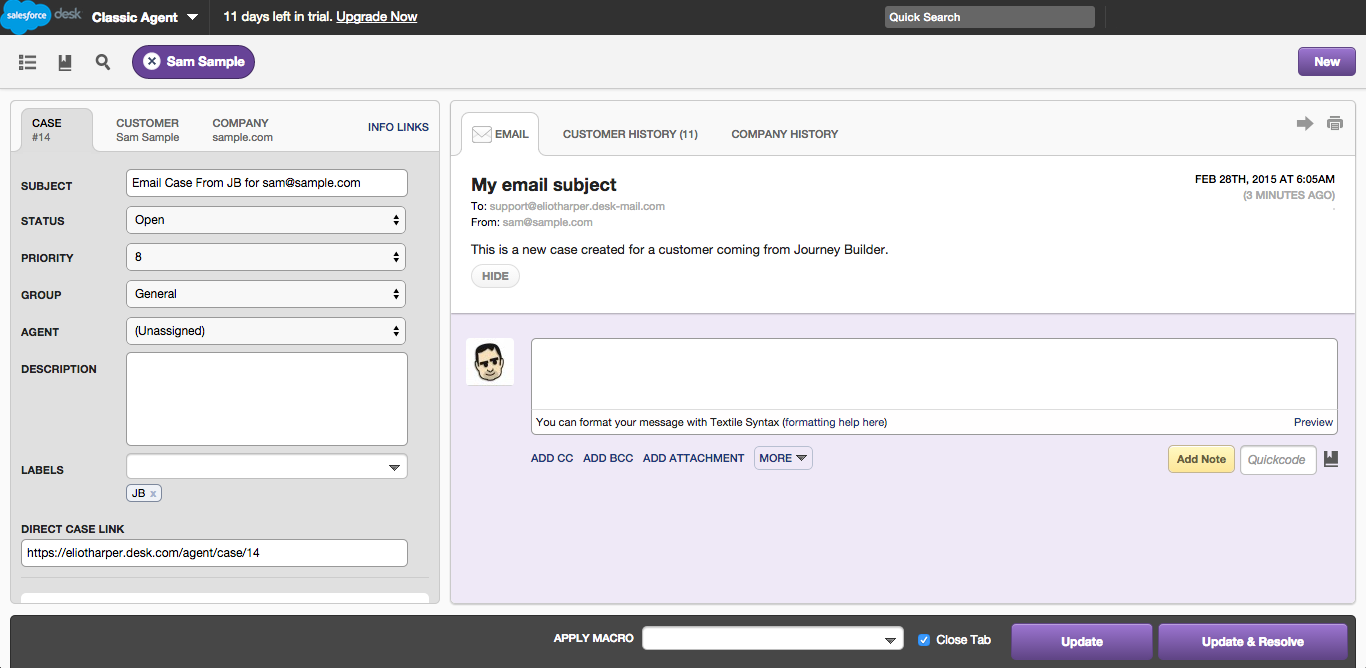 salesforce desk Classic Agent 11 days left in trial. Upgrade Now Quick Search
Sam Sample New
CASE
#14
CUSTOMER
Sam Sample
COMPANY
sample.com
INFO LINKS
SUBJECT Email Case From JB for sam@sample.com
STATUS Open
PRIORITY 8
GROUP General
AGENT (Unassigned)
DESCRIPTION
LABELS
JB x
DIRECT CASE LINK
https://eliotharper.desk.com/agent/case/14
EMAIL CUSTOMER HISTORY (11) COMPANY HISTORY
My email subject FEB 28TH, 2015 AT 6:05AM
(3 MINUTES AGO)
To: support@eliotharper.desk-mail.com
From: sam@sample.com
This is a new case created for a customer coming from Journey Builder.
HIDE
You can format your message with Textile Syntax (formatting help here) Preview
ADD CC ADD BCC ADD ATTACHMENT MORE Add Note Quickcode
APPLY MACRO Close Tab Update Update & Resolve